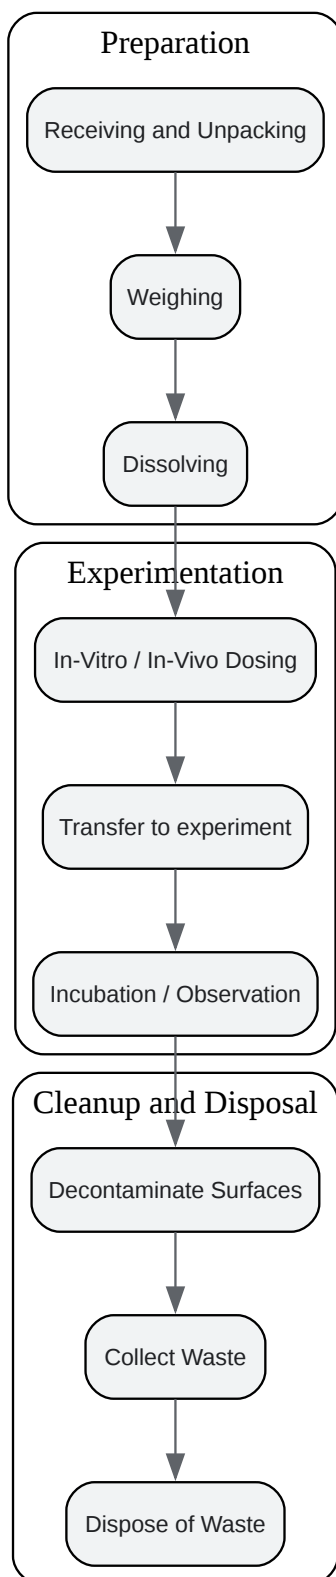 Preparation
Receiving and Unpacking
Weighing
Dissolving
Experimentation
In-Vitro / In-Vivo Dosing
Transfer to experiment
Incubation / Observation
Cleanup and Disposal
Decontaminate Surfaces
Collect Waste
Dispose of Waste